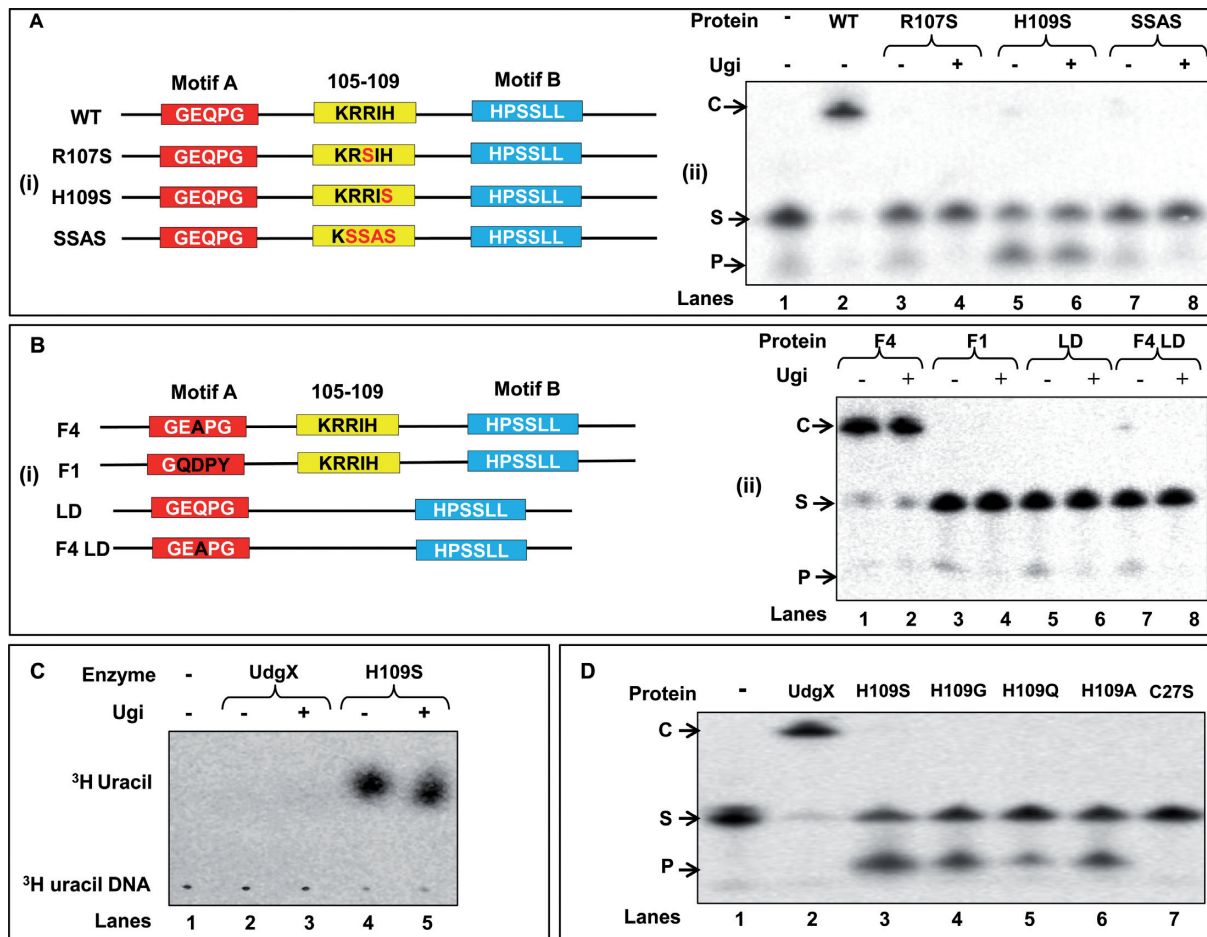 A
Motif A 105-109 Motif B
(i)
WT GEQPG KRRIH HPSSLL
R107S GEQPG KRSIH HPSSLL
H109S GEQPG KRRIS HPSSLL
SSAS GEQPG KSSAS HPSSLL
(ii)
Protein - WT R107S H109S SSAS
Ugi - - - + - + - +
C
S
P
Lanes 1 2 3 4 5 6 7 8
B
Motif A 105-109 Motif B
(i)
F4 GEAPG KRRIH HPSSLL
F1 GQDPY KRRIH HPSSLL
LD GEQPG HPSSLL
F4 LD GEAPG HPSSLL
(ii)
Protein F4 F1 LD F4 LD
Ugi - + - + - + - +
C
S
P
Lanes 1 2 3 4 5 6 7 8
C
Enzyme - UdgX H109S
Ugi - - + - +
³H Uracil
³H uracil DNA
Lanes 1 2 3 4 5
D
Protein - UdgX H109S H109G H109Q H109A C27S
C
S
P
Lanes 1 2 3 4 5 6 7